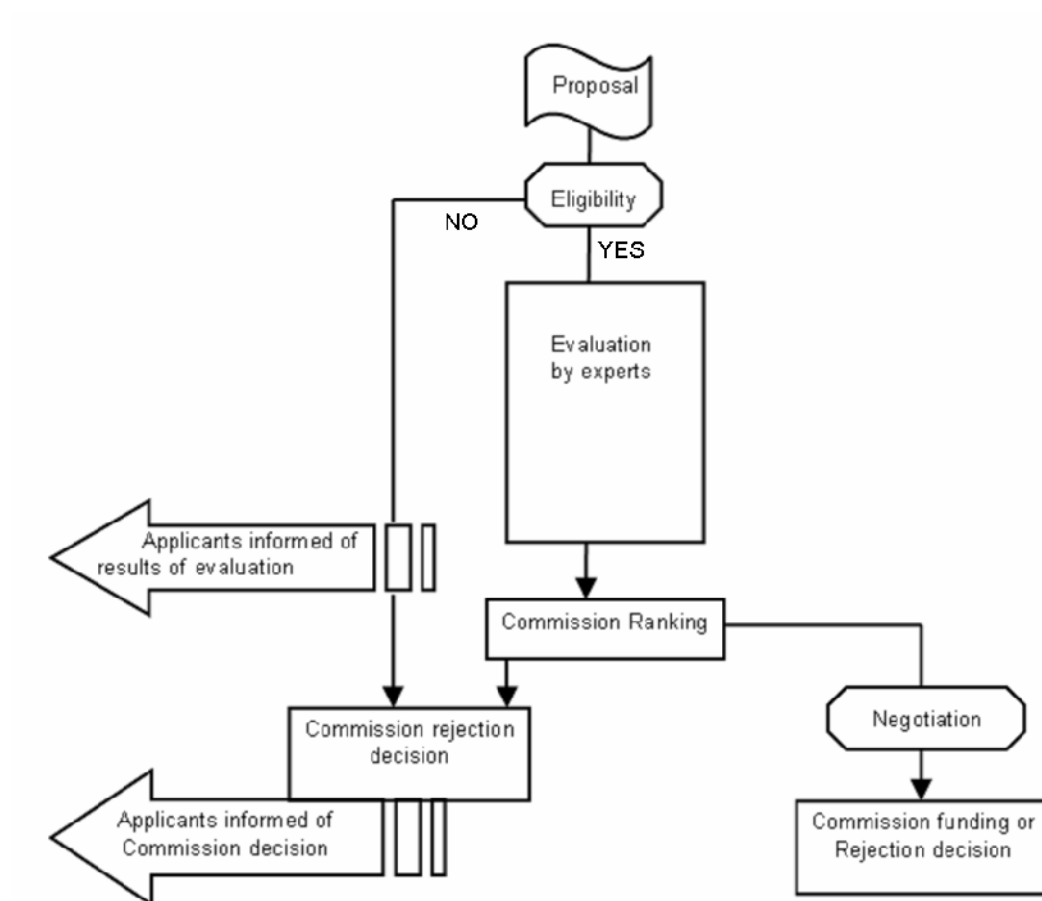 Proposal
Eligibility
NO
YES
Evaluation
by experts
Applicants informed of
results of evaluation
Commission Ranking
Commission rejection
decision
Negotiation
Applicants informed of
Commission decision
Commission funding or
Rejection decision